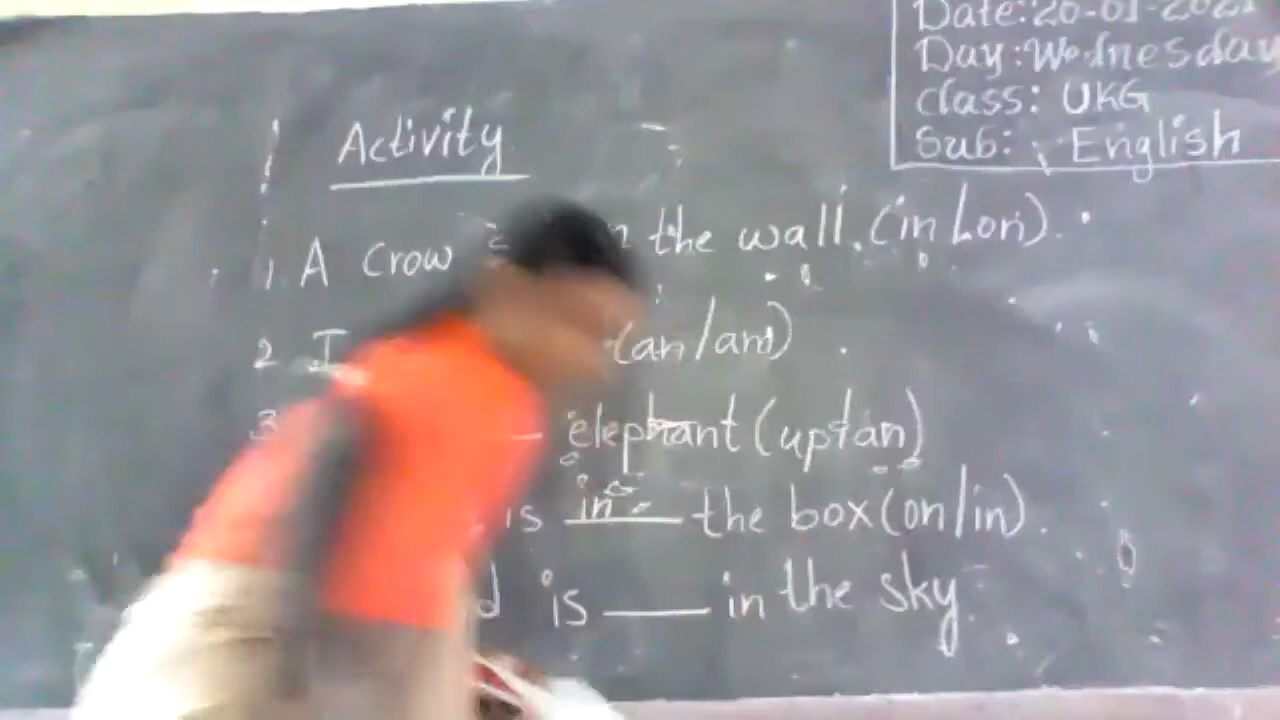 Date:20-01-2021
Day:Wednesday
class: UKG
Sub: English
Activity
1. A Crow the wall. (in/on).
2 I (an/am)
3 elephant (up/an)
is in the box (on/in).
is ___ in the sky